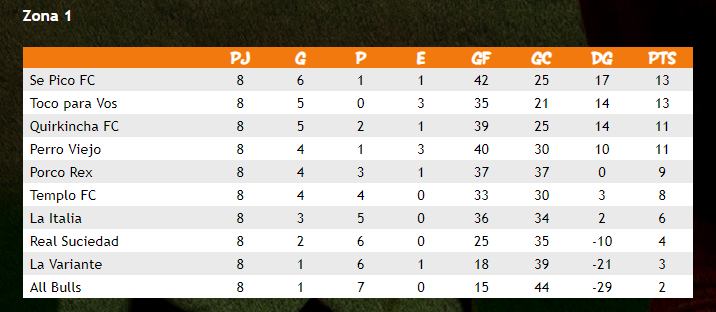 Zona 1
PJ G P E GF GC DG PTS
Se Pico FC 8 6 1 1 42 25 17 13
Toco para Vos 8 5 0 3 35 21 14 13
Quirkincha FC 8 5 2 1 39 25 14 11
Perro Viejo 8 4 1 3 40 30 10 11
Porco Rex 8 4 3 1 37 37 0 9
Templo FC 8 4 4 0 33 30 3 8
La Italia 8 3 5 0 36 34 2 6
Real Suciedad 8 2 6 0 25 35 -10 4
La Variante 8 1 6 1 18 39 -21 3
All Bulls 8 1 7 0 15 44 -29 2